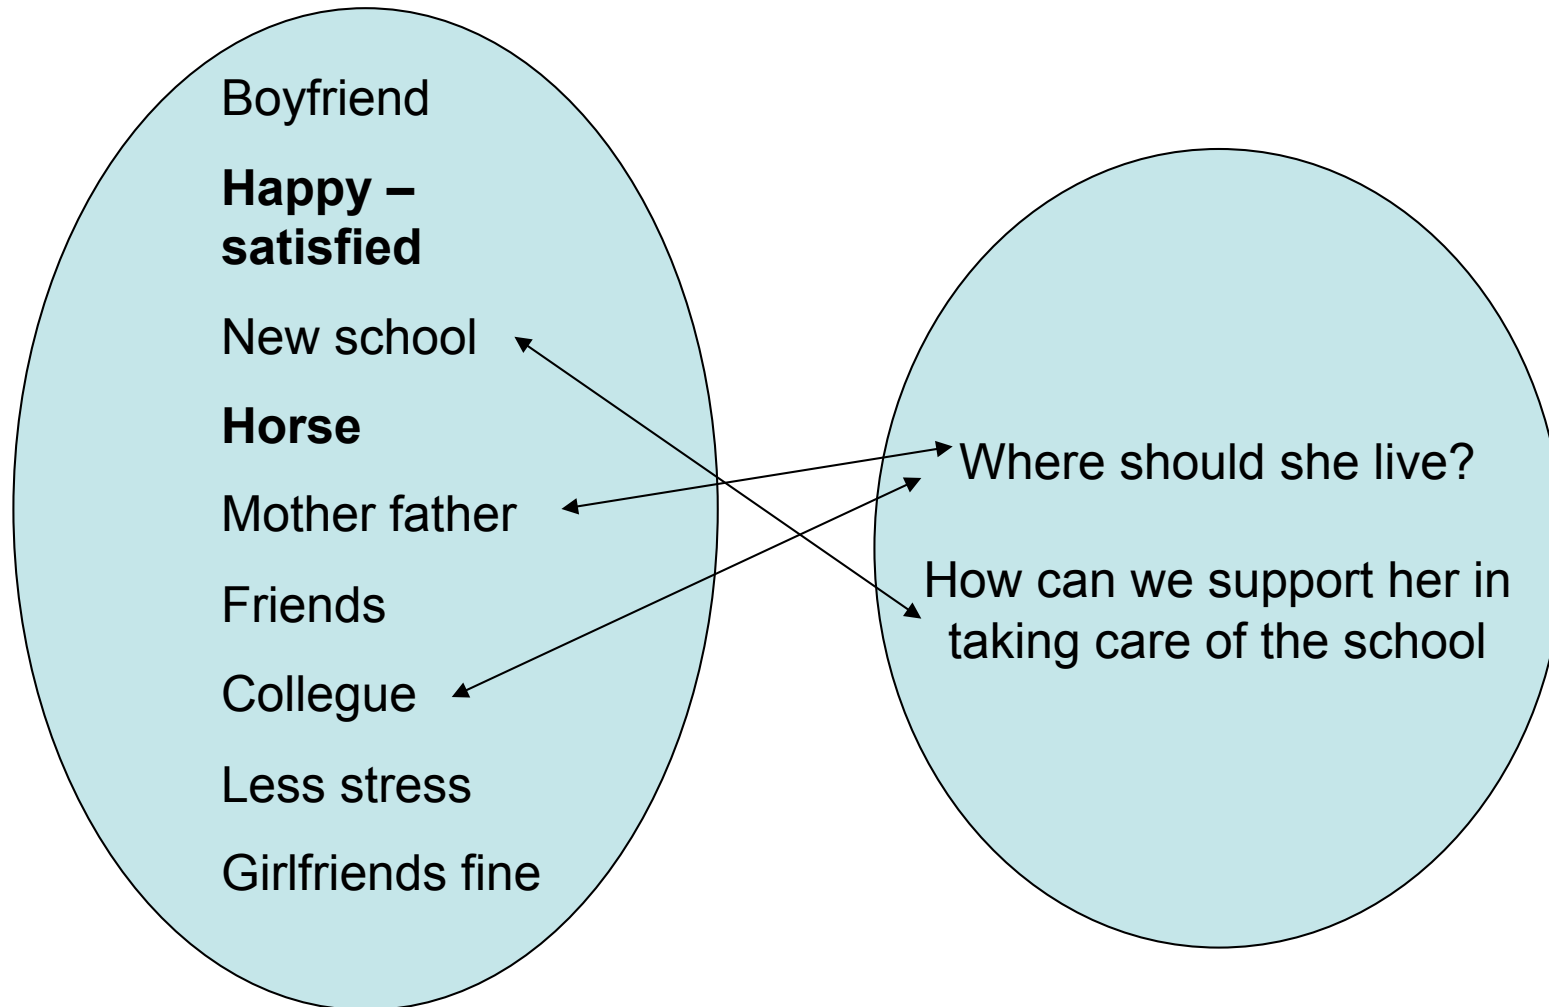 Boyfriend
Happy –
satisfied
New school
Horse
Mother father
Friends
Collegue
Less stress
Girlfriends fine
Where should she live?
How can we support her in
taking care of the school